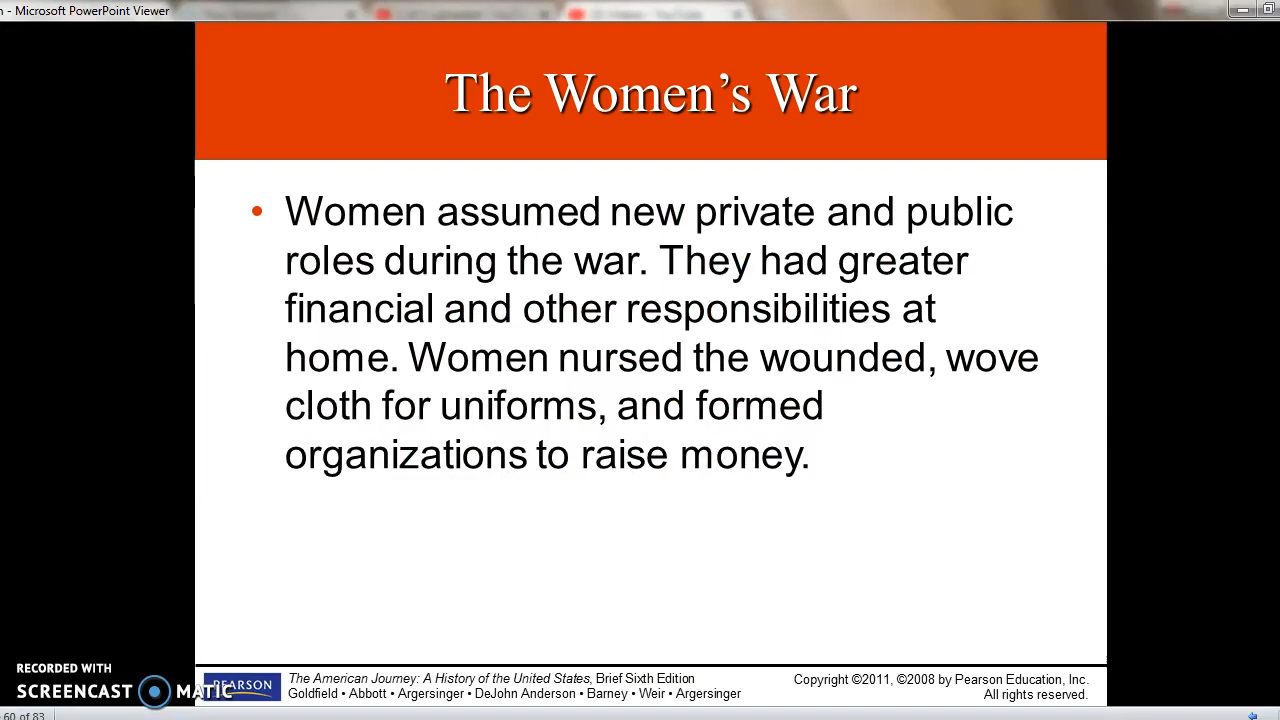 - Microsoft PowerPoint Viewer
The Women's War
• Women assumed new private and public
roles during the war. They had greater
financial and other responsibilities at
home. Women nursed the wounded, wove
cloth for uniforms, and formed
organizations to raise money.
RECORDED WITH
SCREENCAST MATIC
PEARSON
The American Journey: A History of the United States, Brief Sixth Edition
Goldfield • Abbott • Argersinger • DeJohn Anderson • Barney • Weir • Argersinger
Copyright ©2011, ©2008 by Pearson Education, Inc.
All rights reserved.
60 of 83